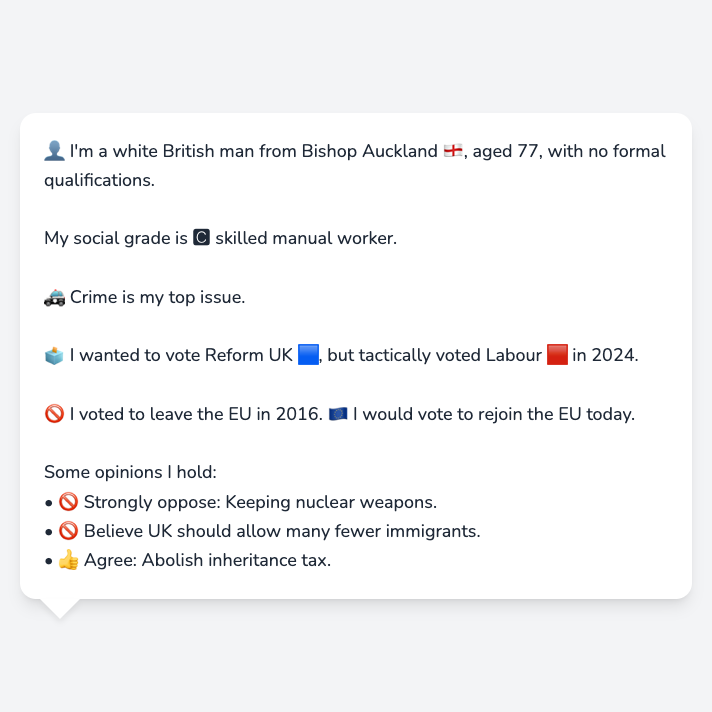 👤 I'm a white British man from Bishop Auckland 🏴󠁧󠁢󠁥󠁮󠁧󠁿, aged 77, with no formal
qualifications.
My social grade is 🅲 skilled manual worker.
🚓 Crime is my top issue.
🗳️ I wanted to vote Reform UK 🟦, but tactically voted Labour 🟥 in 2024.
🚫 I voted to leave the EU in 2016. 🇪🇺 I would vote to rejoin the EU today.
Some opinions I hold:
• 🚫 Strongly oppose: Keeping nuclear weapons.
• 🚫 Believe UK should allow many fewer immigrants.
• 👍 Agree: Abolish inheritance tax.